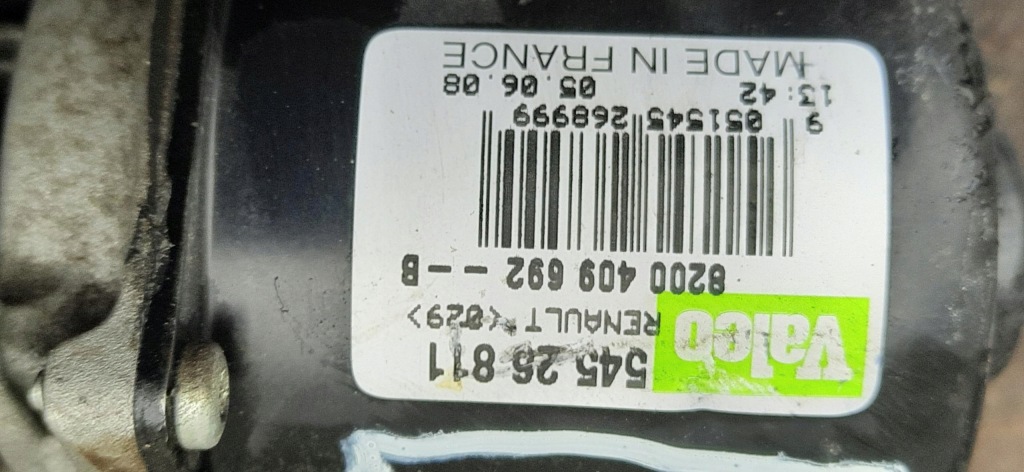 Valeo 545 26 811
RENAULT <029>
8200 409 692 ---B
9 051545 268999
13:42 05.06.08
MADE IN FRANCE